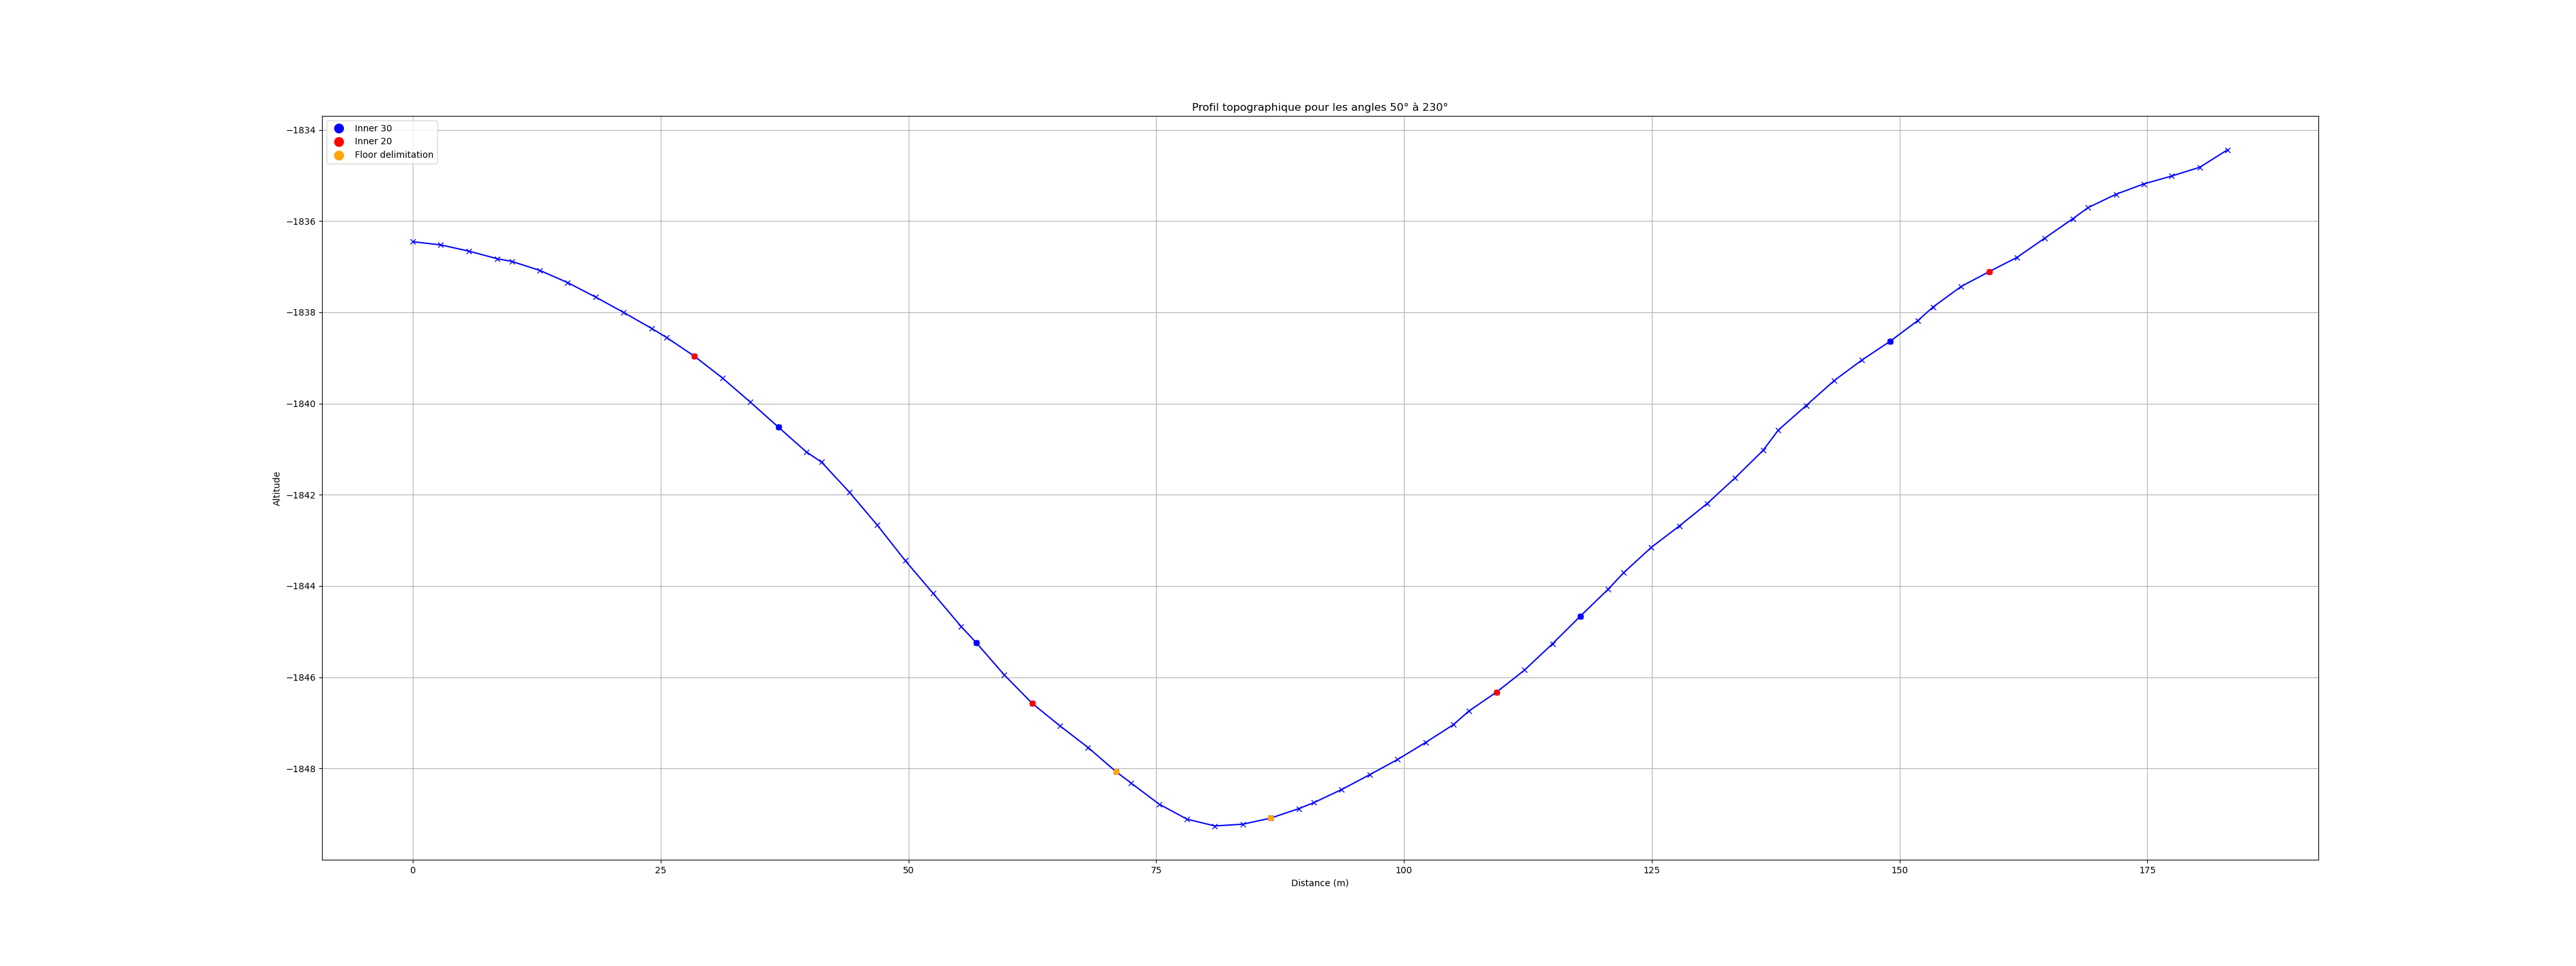 Profil topographique pour les angles 50° à 230°
Inner 30
Inner 20
Floor delimitation
−1834
−1836
−1838
−1840
−1842
−1844
−1846
−1848
Altitude
0 25 50 75 100 125 150 175
Distance (m)